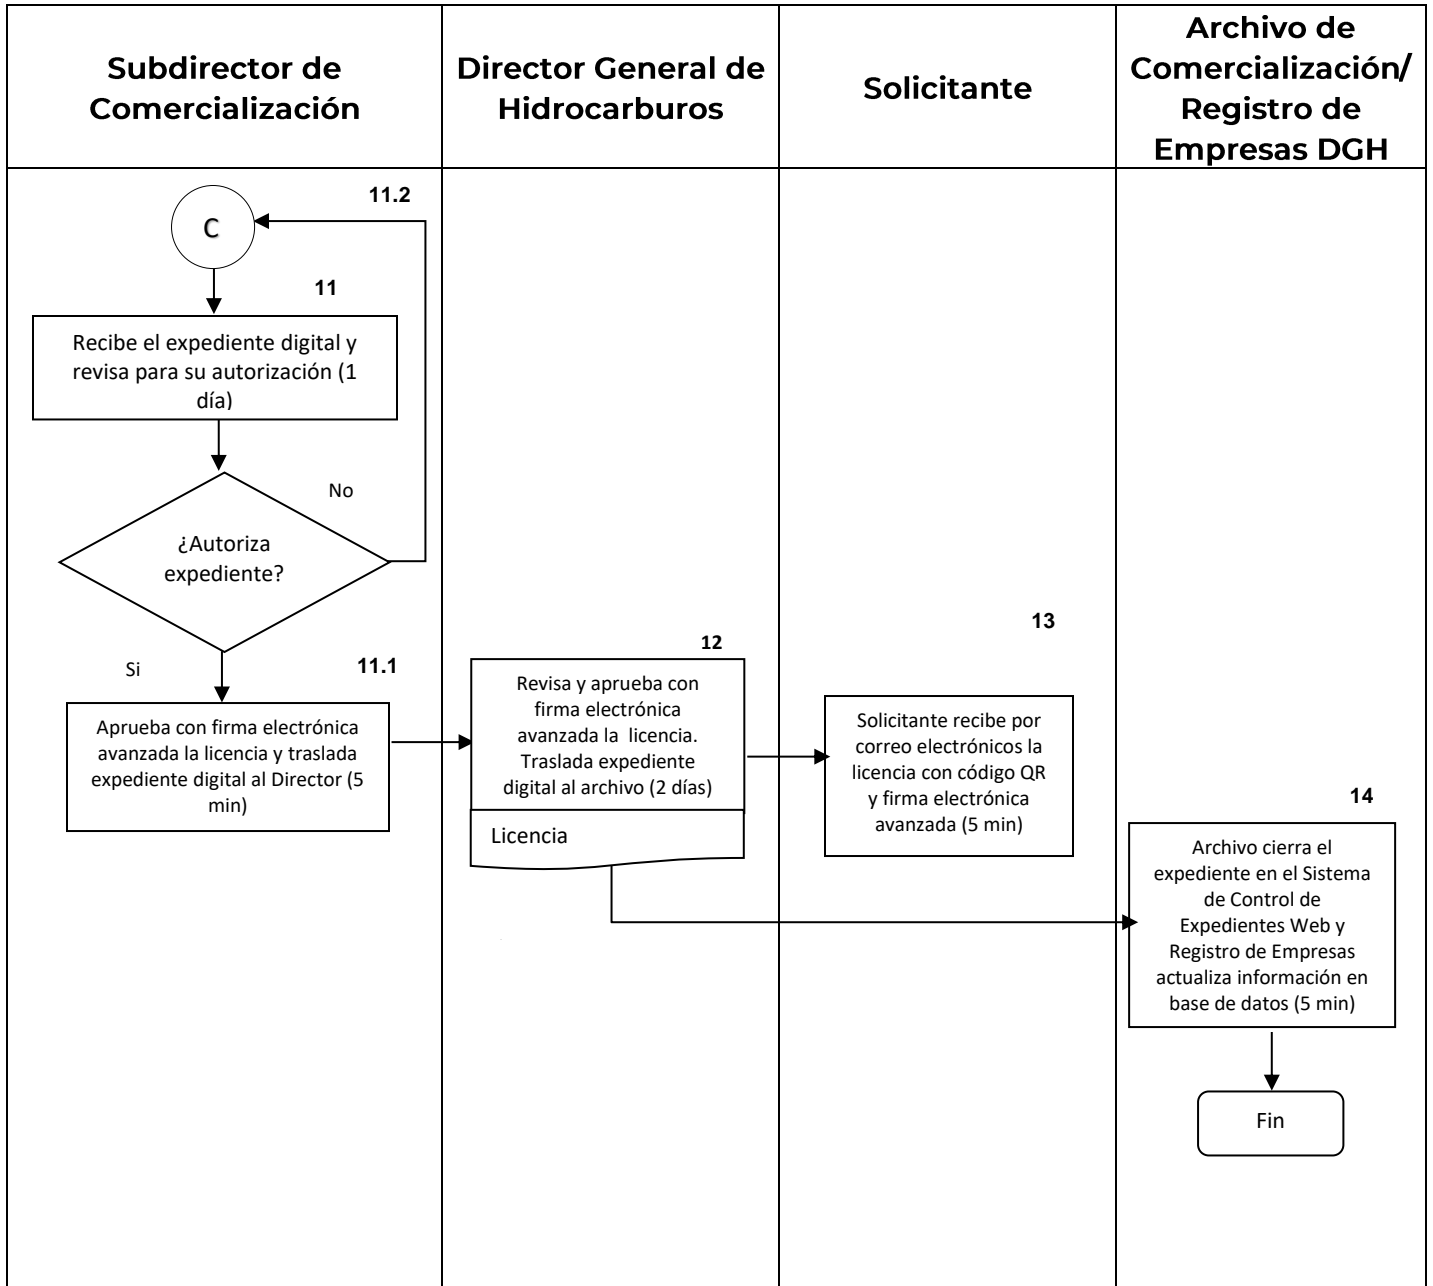 Subdirector de
Comercialización
Director General de
Hidrocarburos
Solicitante
Archivo de
Comercialización/
Registro de
Empresas DGH
11.2
C
11
Recibe el expediente digital y
revisa para su autorización (1
día)
No
¿Autoriza
expediente?
Si
11.1
Aprueba con firma electrónica
avanzada la licencia y traslada
expediente digital al Director (5
min)
12
Revisa y aprueba con
firma electrónica
avanzada la licencia.
Traslada expediente
digital al archivo (2 días)
Licencia
13
Solicitante recibe por
correo electrónicos la
licencia con código QR
y firma electrónica
avanzada (5 min)
14
Archivo cierra el
expediente en el Sistema
de Control de
Expedientes Web y
Registro de Empresas
actualiza información en
base de datos (5 min)
Fin